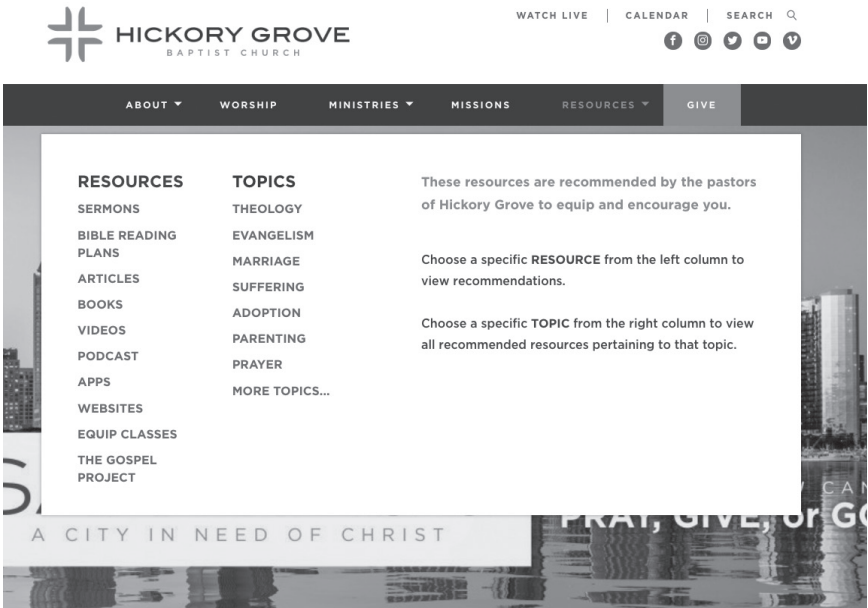 WATCH LIVE | CALENDAR | SEARCH
HICKORY GROVE
BAPTIST CHURCH
ABOUT WORSHIP MINISTRIES MISSIONS RESOURCES GIVE
RESOURCES
SERMONS
BIBLE READING
PLANS
ARTICLES
BOOKS
VIDEOS
PODCAST
APPS
WEBSITES
EQUIP CLASSES
THE GOSPEL
PROJECT
TOPICS
THEOLOGY
EVANGELISM
MARRIAGE
SUFFERING
ADOPTION
PARENTING
PRAYER
MORE TOPICS...
These resources are recommended by the pastors
of Hickory Grove to equip and encourage you.
Choose a specific RESOURCE from the left column to
view recommendations.
Choose a specific TOPIC from the right column to view
all recommended resources pertaining to that topic.
A CITY IN NEED OF CHRIST
PRAY, GIVE, or